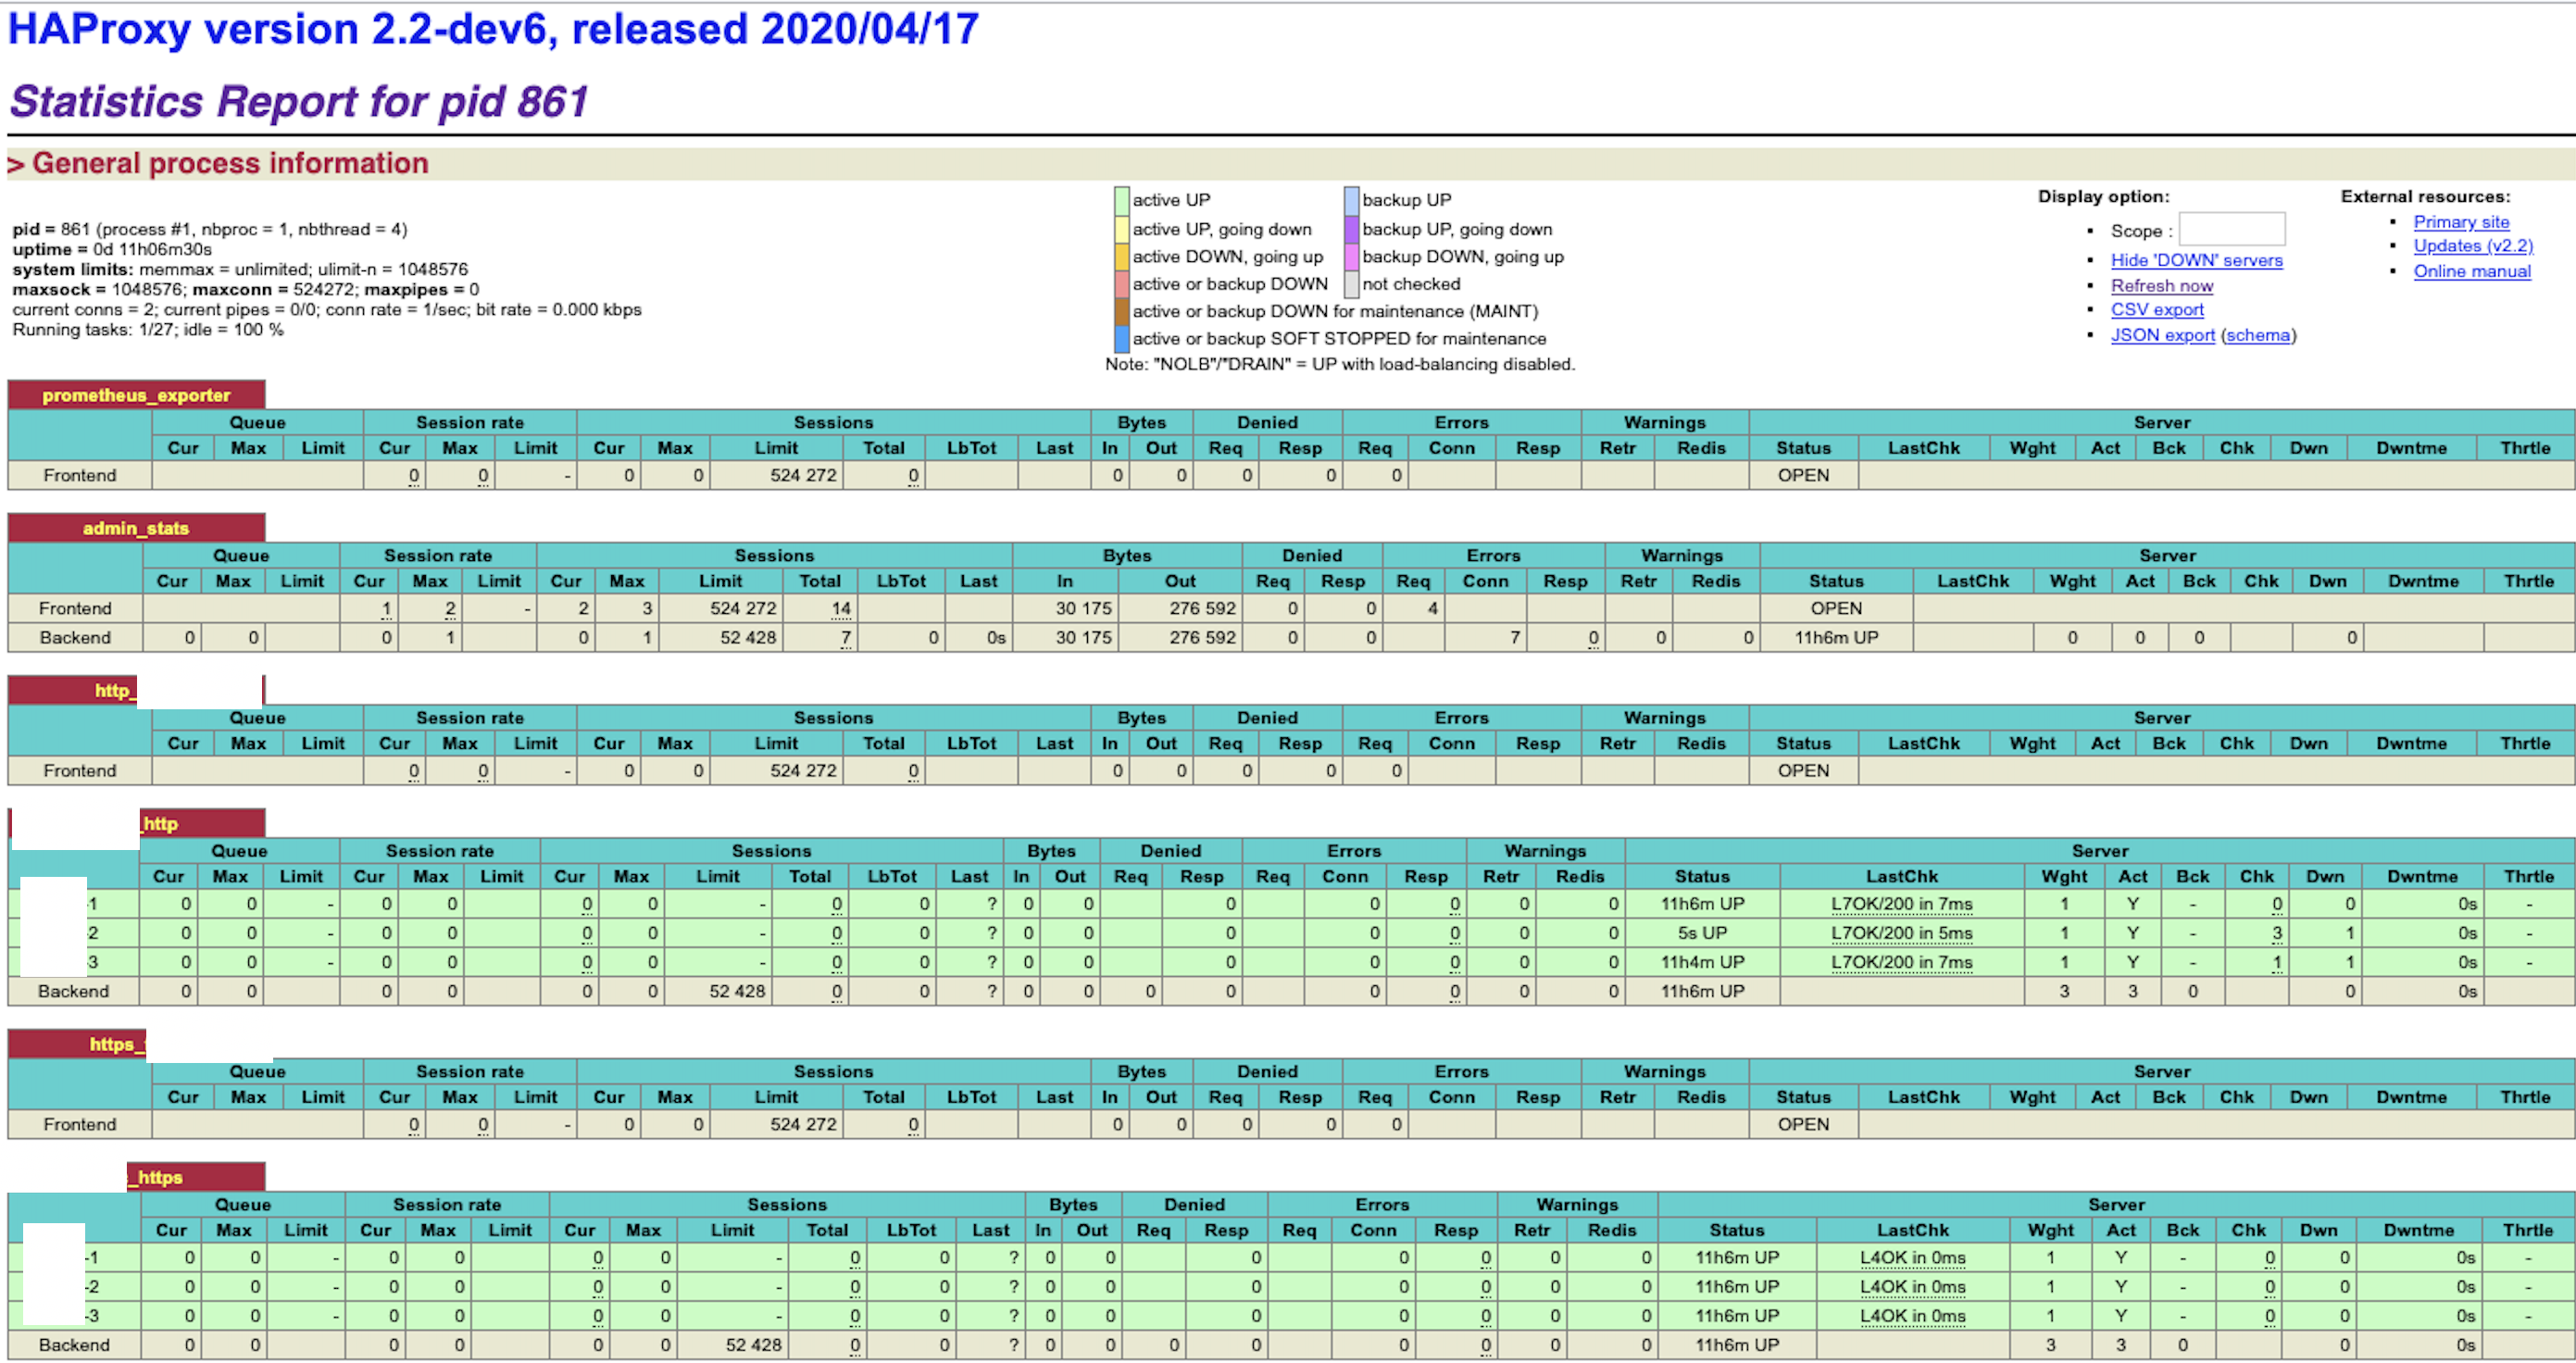 HAProxy version 2.2-dev6, released 2020/04/17
Statistics Report for pid 861
> General process information
pid = 861 (process #1, nbproc = 1, nbthread = 4)
uptime = 0d 11h06m30s
system limits: memmax = unlimited; ulimit-n = 1048576
maxsock = 1048576; maxconn = 524272; maxpipes = 0
current conns = 2; current pipes = 0/0; conn rate = 1/sec; bit rate = 0.000 kbps
Running tasks: 1/27; idle = 100 %
active UP backup UP
active UP, going down backup UP, going down
active DOWN, going up backup DOWN, going up
active or backup DOWN not checked
active or backup DOWN for maintenance (MAINT)
active or backup SOFT STOPPED for maintenance
Note: "NOLB"/"DRAIN" = UP with load-balancing disabled.
Display option:
Scope :
Hide 'DOWN' servers
Refresh now
CSV export
JSON export (schema)
External resources:
Primary site
Updates (v2.2)
Online manual
prometheus_exporter
Queue Session rate Sessions Bytes Denied Errors Warnings Server
Cur Max Limit Cur Max Limit Cur Max Limit Total LbTot Last In Out Req Resp Req Conn Resp Retr Redis Status LastChk Wght Act Bck Chk Dwn Dwntme Thrtle
Frontend 0 0 - 0 0 524 272 0 0 0 0 0 0 OPEN
admin_stats
Queue Session rate Sessions Bytes Denied Errors Warnings Server
Cur Max Limit Cur Max Limit Cur Max Limit Total LbTot Last In Out Req Resp Req Conn Resp Retr Redis Status LastChk Wght Act Bck Chk Dwn Dwntme Thrtle
Frontend 1 2 - 2 3 524 272 14 30 175 276 592 0 0 4 OPEN
Backend 0 0 0 1 0 1 52 428 7 0 0s 30 175 276 592 0 0 7 0 0 0 11h6m UP 0 0 0 0
http_
Queue Session rate Sessions Bytes Denied Errors Warnings Server
Cur Max Limit Cur Max Limit Cur Max Limit Total LbTot Last In Out Req Resp Req Conn Resp Retr Redis Status LastChk Wght Act Bck Chk Dwn Dwntme Thrtle
Frontend 0 0 - 0 0 524 272 0 0 0 0 0 0 OPEN
_http
Queue Session rate Sessions Bytes Denied Errors Warnings Server
Cur Max Limit Cur Max Limit Cur Max Limit Total LbTot Last In Out Req Resp Req Conn Resp Retr Redis Status LastChk Wght Act Bck Chk Dwn Dwntme Thrtle
-1 0 0 - 0 0 0 0 - 0 0 ? 0 0 0 0 0 0 0 11h6m UP L7OK/200 in 7ms 1 Y - 0 0 0s -
-2 0 0 - 0 0 0 0 - 0 0 ? 0 0 0 0 0 0 0 5s UP L7OK/200 in 5ms 1 Y - 3 1 0s -
-3 0 0 - 0 0 0 0 - 0 0 ? 0 0 0 0 0 0 0 11h4m UP L7OK/200 in 7ms 1 Y - 1 1 0s -
Backend 0 0 0 0 0 0 52 428 0 0 ? 0 0 0 0 0 0 0 0 11h6m UP 3 3 0 0 0s
https_
Queue Session rate Sessions Bytes Denied Errors Warnings Server
Cur Max Limit Cur Max Limit Cur Max Limit Total LbTot Last In Out Req Resp Req Conn Resp Retr Redis Status LastChk Wght Act Bck Chk Dwn Dwntme Thrtle
Frontend 0 0 - 0 0 524 272 0 0 0 0 0 0 OPEN
_https
Queue Session rate Sessions Bytes Denied Errors Warnings Server
Cur Max Limit Cur Max Limit Cur Max Limit Total LbTot Last In Out Req Resp Req Conn Resp Retr Redis Status LastChk Wght Act Bck Chk Dwn Dwntme Thrtle
-1 0 0 - 0 0 0 0 - 0 0 ? 0 0 0 0 0 0 0 11h6m UP L4OK in 0ms 1 Y - 0 0 0s -
-2 0 0 - 0 0 0 0 - 0 0 ? 0 0 0 0 0 0 0 11h6m UP L4OK in 0ms 1 Y - 0 0 0s -
-3 0 0 - 0 0 0 0 - 0 0 ? 0 0 0 0 0 0 0 11h6m UP L4OK in 0ms 1 Y - 0 0 0s -
Backend 0 0 0 0 0 0 52 428 0 0 ? 0 0 0 0 0 0 0 0 11h6m UP 3 3 0 0 0s